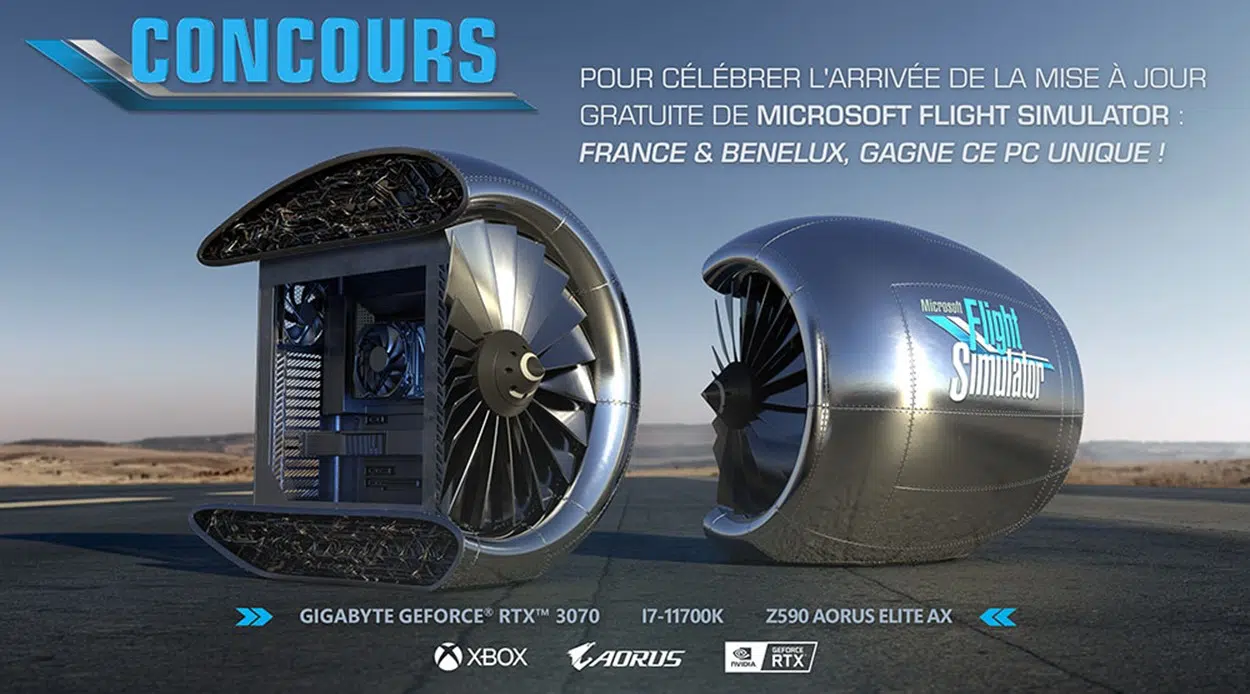 CONCOURS
POUR CÉLÉBRER L'ARRIVÉE DE LA MISE À JOUR
GRATUITE DE MICROSOFT FLIGHT SIMULATOR :
FRANCE & BENELUX, GAGNE CE PC UNIQUE !
Microsoft
Flight
Simulator
GIGABYTE GEFORCE® RTX™ 3070 I7-11700K Z590 AORUS ELITE AX
XBOX AORUS NVIDIA GEFORCE RTX